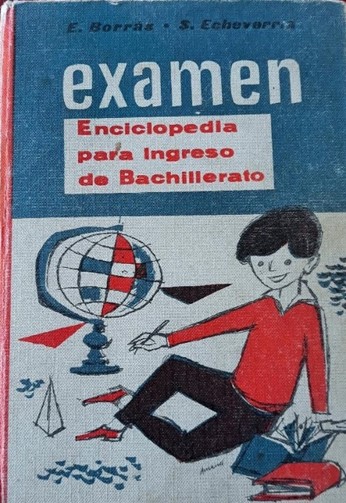 E. Borrás - S. Echeverría
examen
Enciclopedia
para Ingreso
de Bachillerato